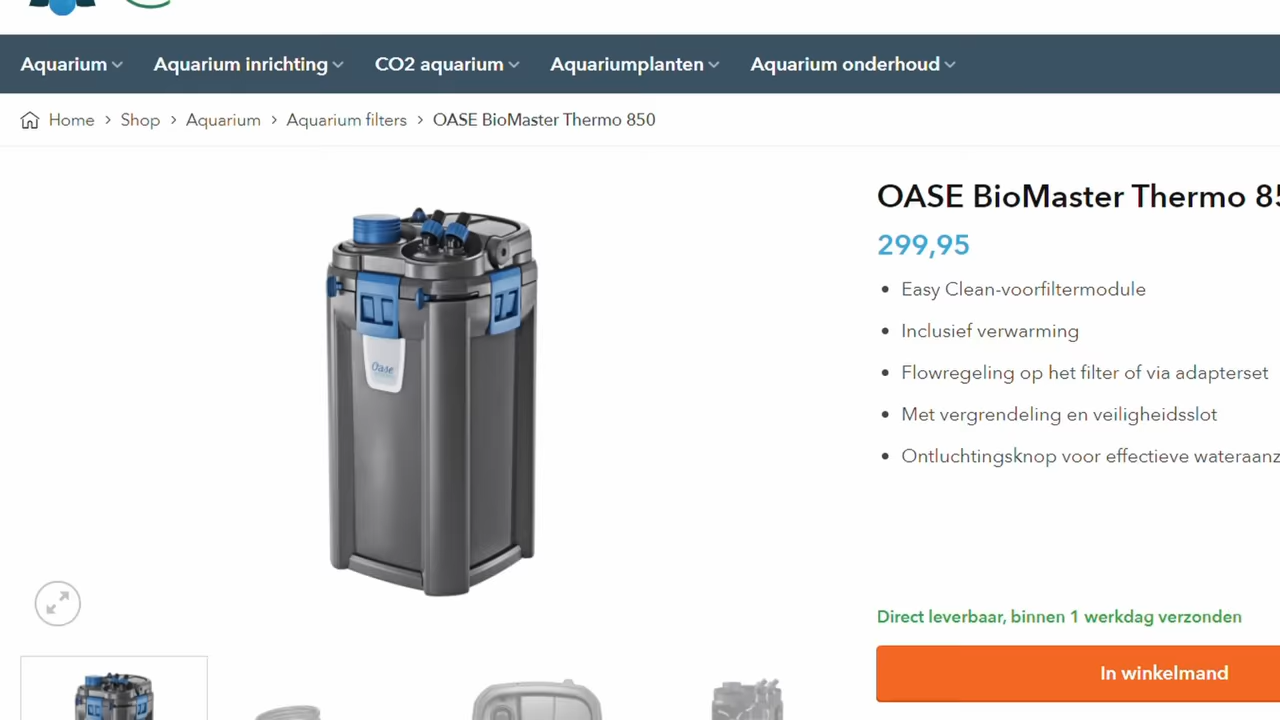 Aquarium Aquarium inrichting CO2 aquarium Aquariumplanten Aquarium onderhoud
Home > Shop > Aquarium > Aquarium filters > OASE BioMaster Thermo 850
OASE BioMaster Thermo 85
299,95
• Easy Clean-voorfiltermodule
• Inclusief verwarming
• Flowregeling op het filter of via adapterset
• Met vergrendeling en veiligheidsslot
• Ontluchtingsknop voor effectieve wateraanz
Oase
Direct leverbaar, binnen 1 werkdag verzonden
In winkelmand